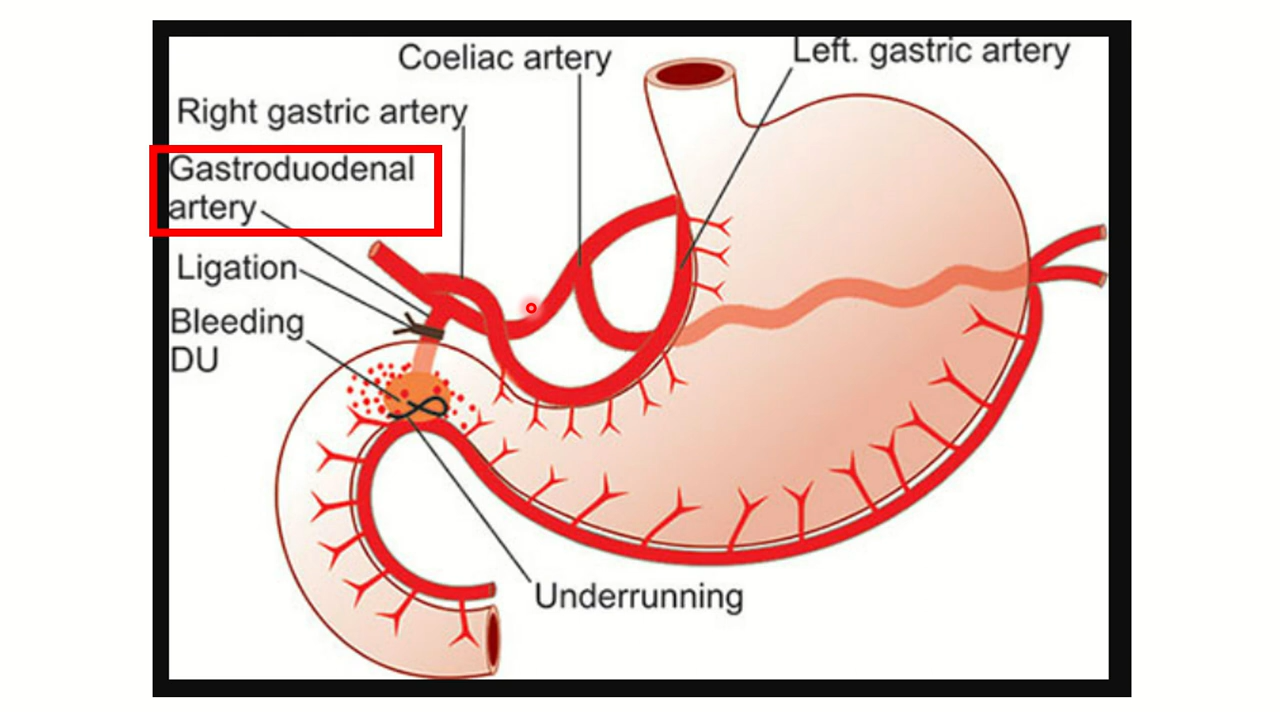 Coeliac artery
Left. gastric artery
Right gastric artery
Gastroduodenal
artery
Ligation
Bleeding
DU
Underrunning